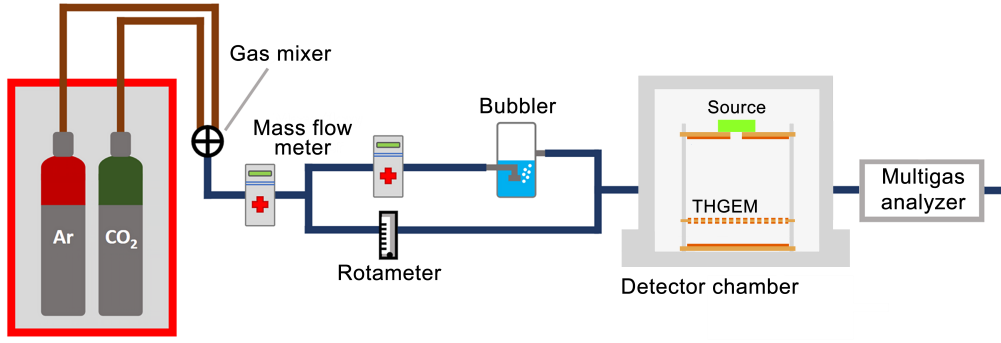 Gas mixer
Mass flow
meter
Bubbler
Source
THGEM
Multigas
analyzer
Ar
CO₂
Rotameter
Detector chamber